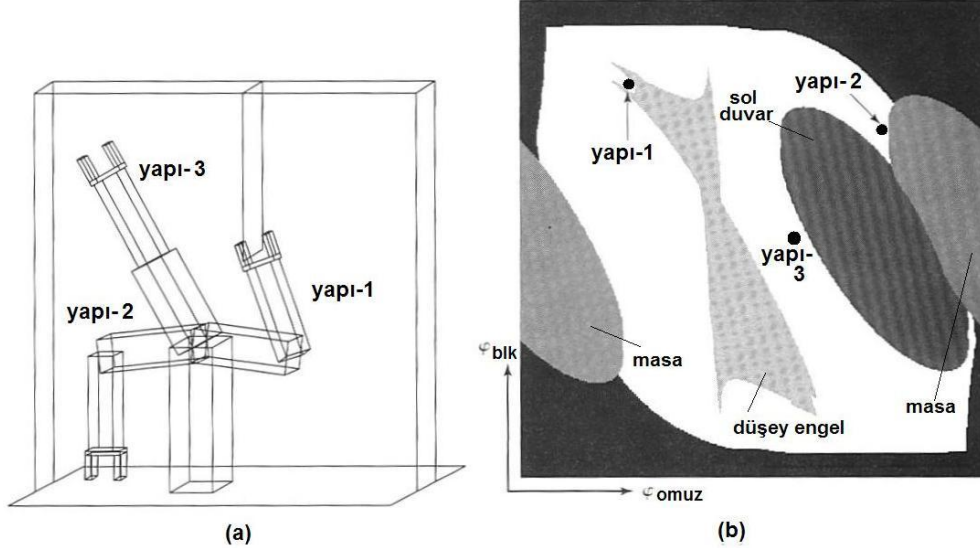 yapı-3
yapı-2
yapı-1
(a)
yapı-1
sol
duvar
yapı-2
yapı-
3
masa
masa
düşey engel
φblk
φomuz
(b)